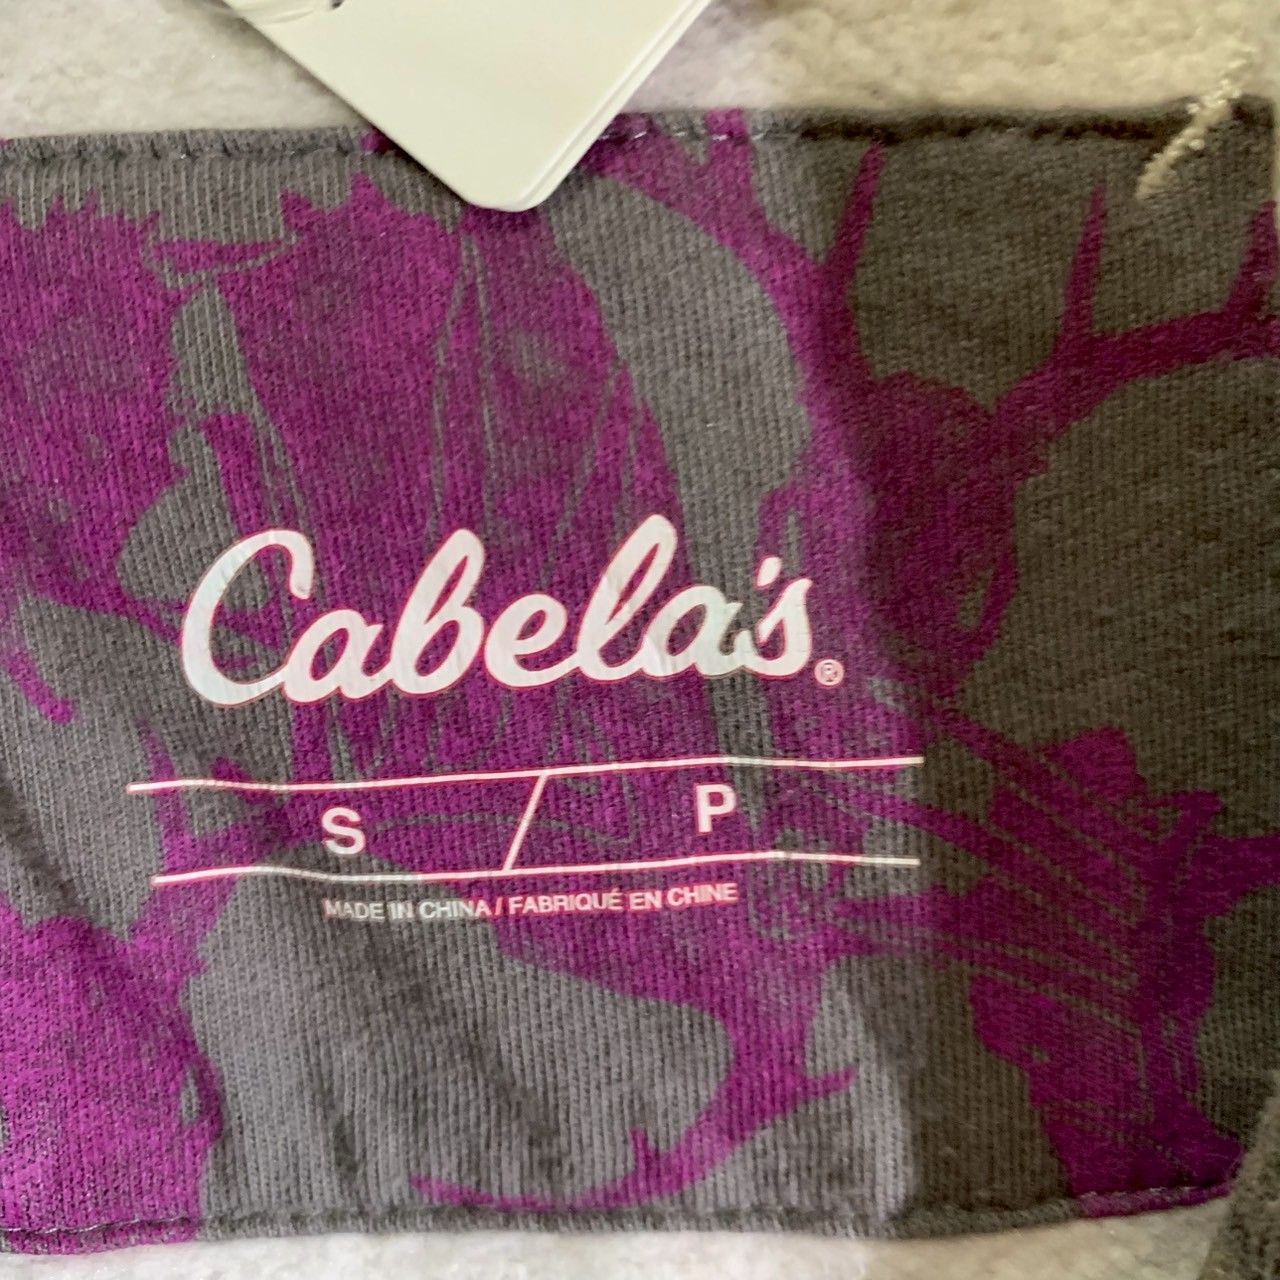 Cabela's®
S / P
MADE IN CHINA / FABRIQUÉ EN CHINE